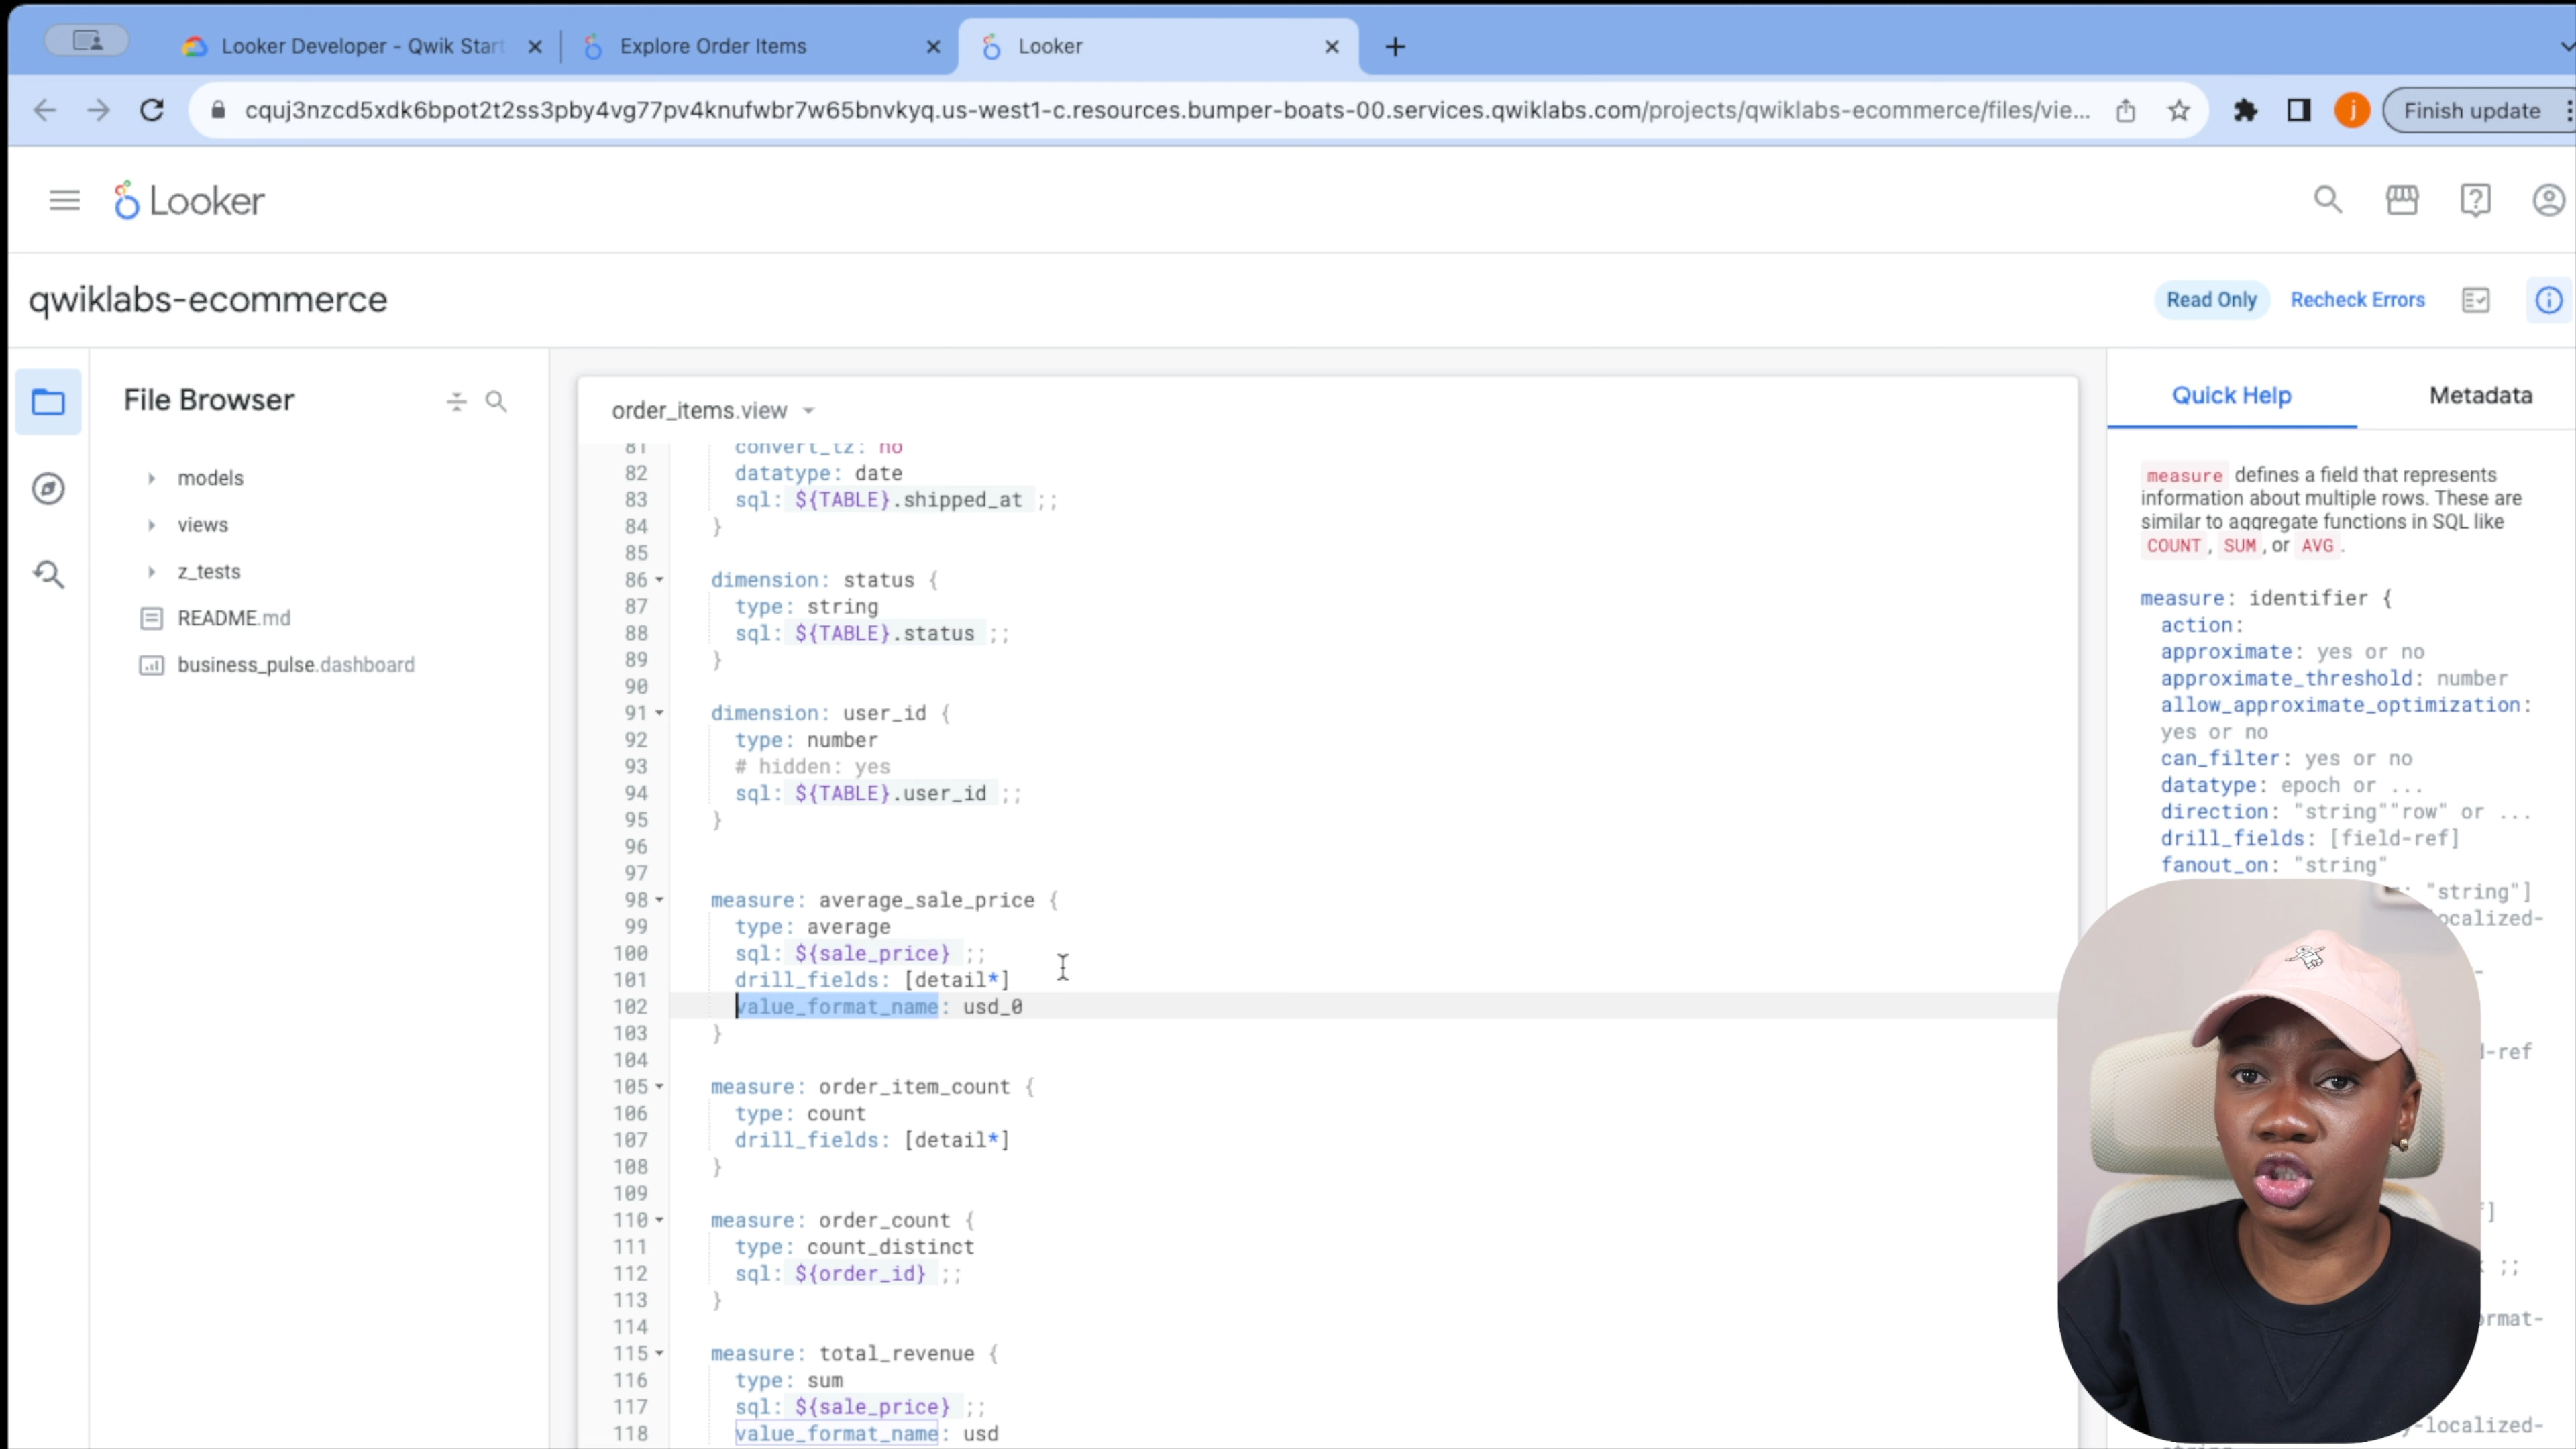 Looker Developer - Qwik Start
Explore Order Items
Looker
cquj3nzcd5xdk6bpot2t2ss3pby4vg77pv4knufwbr7w65bnvkyq.us-west1-c.resources.bumper-boats-00.services.qwiklabs.com/projects/qwiklabs-ecommerce/files/vie...
j
Finish update
Looker
qwiklabs-ecommerce
Read Only
Recheck Errors
File Browser
models
views
z_tests
README.md
business_pulse.dashboard
order_items.view
81 convert_tz: no
82 datatype: date
83 sql: ${TABLE}.shipped_at ;;
84 }
85
86 dimension: status {
87 type: string
88 sql: ${TABLE}.status ;;
89 }
90
91 dimension: user_id {
92 type: number
93 # hidden: yes
94 sql: ${TABLE}.user_id ;;
95 }
96
97
98 measure: average_sale_price {
99 type: average
100 sql: ${sale_price} ;;
101 drill_fields: [detail*]
102 value_format_name: usd_0
103 }
104
105 measure: order_item_count {
106 type: count
107 drill_fields: [detail*]
108 }
109
110 measure: order_count {
111 type: count_distinct
112 sql: ${order_id} ;;
113 }
114
115 measure: total_revenue {
116 type: sum
117 sql: ${sale_price} ;;
118 value_format_name: usd
Quick Help
Metadata
measure defines a field that represents
information about multiple rows. These are
similar to aggregate functions in SQL like
COUNT , SUM , or AVG .
measure: identifier {
action:
approximate: yes or no
approximate_threshold: number
allow_approximate_optimization:
yes or no
can_filter: yes or no
datatype: epoch or ...
direction: "string""row" or ...
drill_fields: [field-ref]
fanout_on: "string"
: "string"]
localized-
-ref
]
;;
ormat-
-localized-